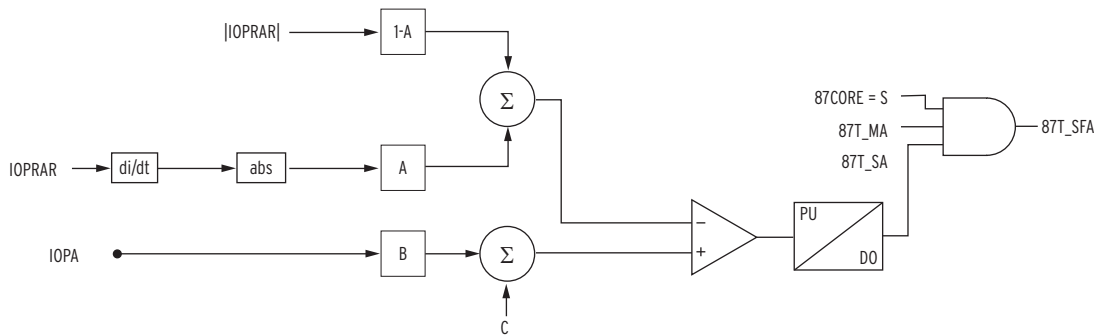 |IOPRAR|
1-A
Σ
87CORE = S
87T_MA
87T_SFA
87T_SA
IOPRAR
di/dt
abs
A
PU
DO
–
+
IOPA
B
Σ
C